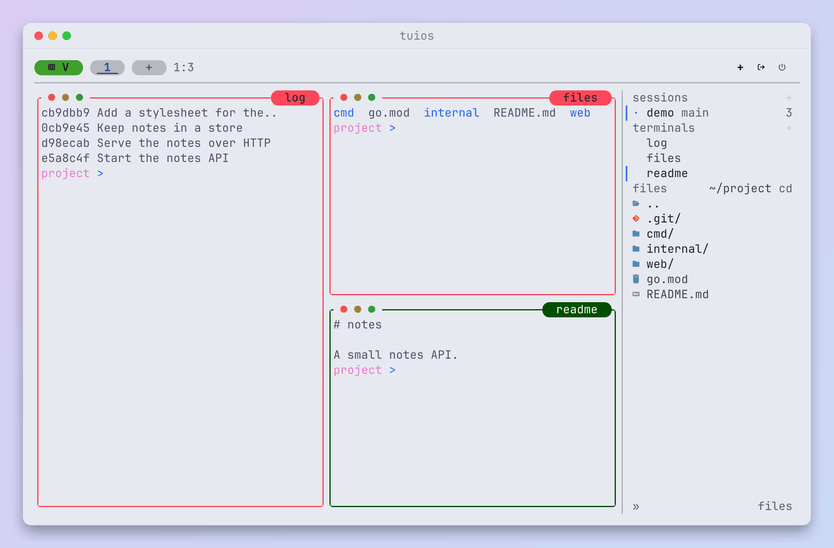 tuios
V 1 + 1:3
log
cb9dbb9 Add a stylesheet for the..
0cb9e45 Keep notes in a store
d98ecab Serve the notes over HTTP
e5a8c4f Start the notes API
project >
files
cmd go.mod internal README.md web
project >
readme
# notes
A small notes API.
project >
sessions +
· demo main 3
terminals +
log
files
readme
files ~/project cd
..
.git/
cmd/
internal/
web/
go.mod
README.md
» files